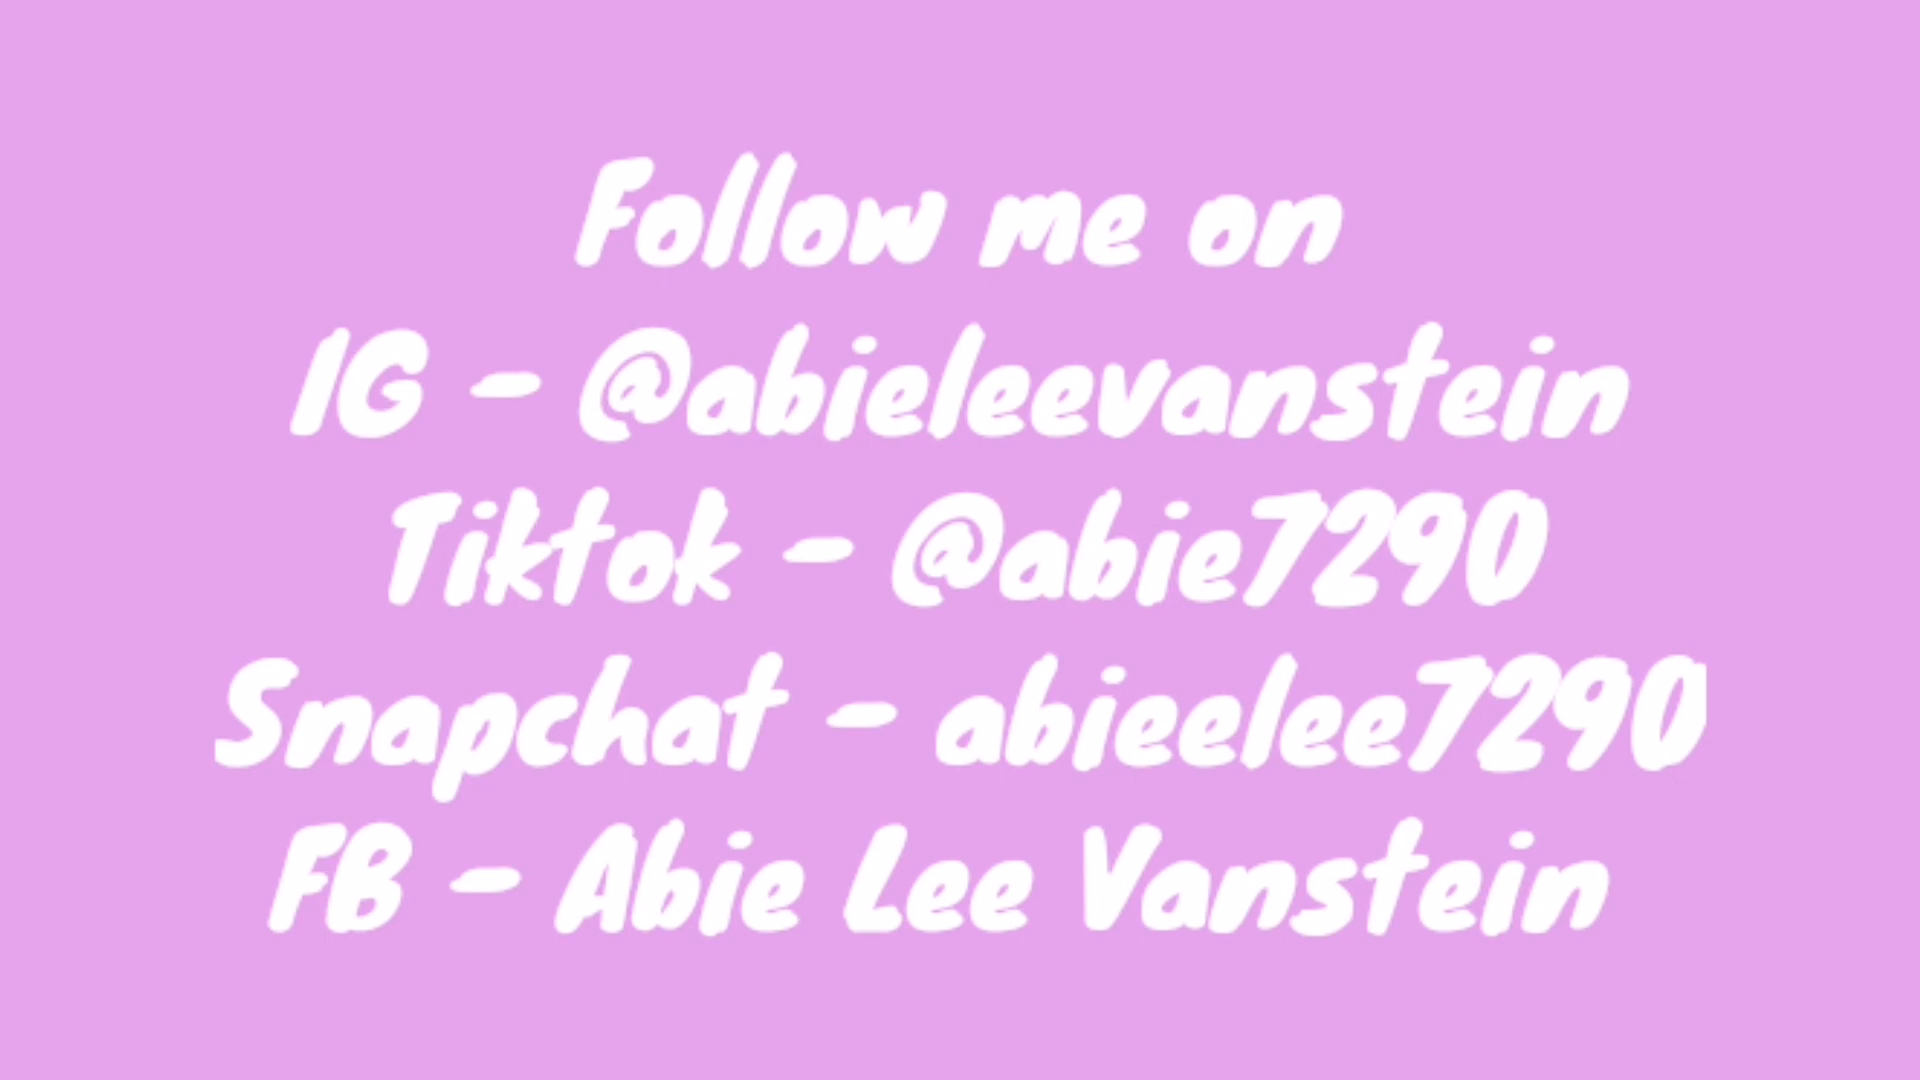 Follow me on
IG - @abieleevanstein
Tiktok - @abie7290
Snapchat - abieelee7290
FB - Abie Lee Vanstein